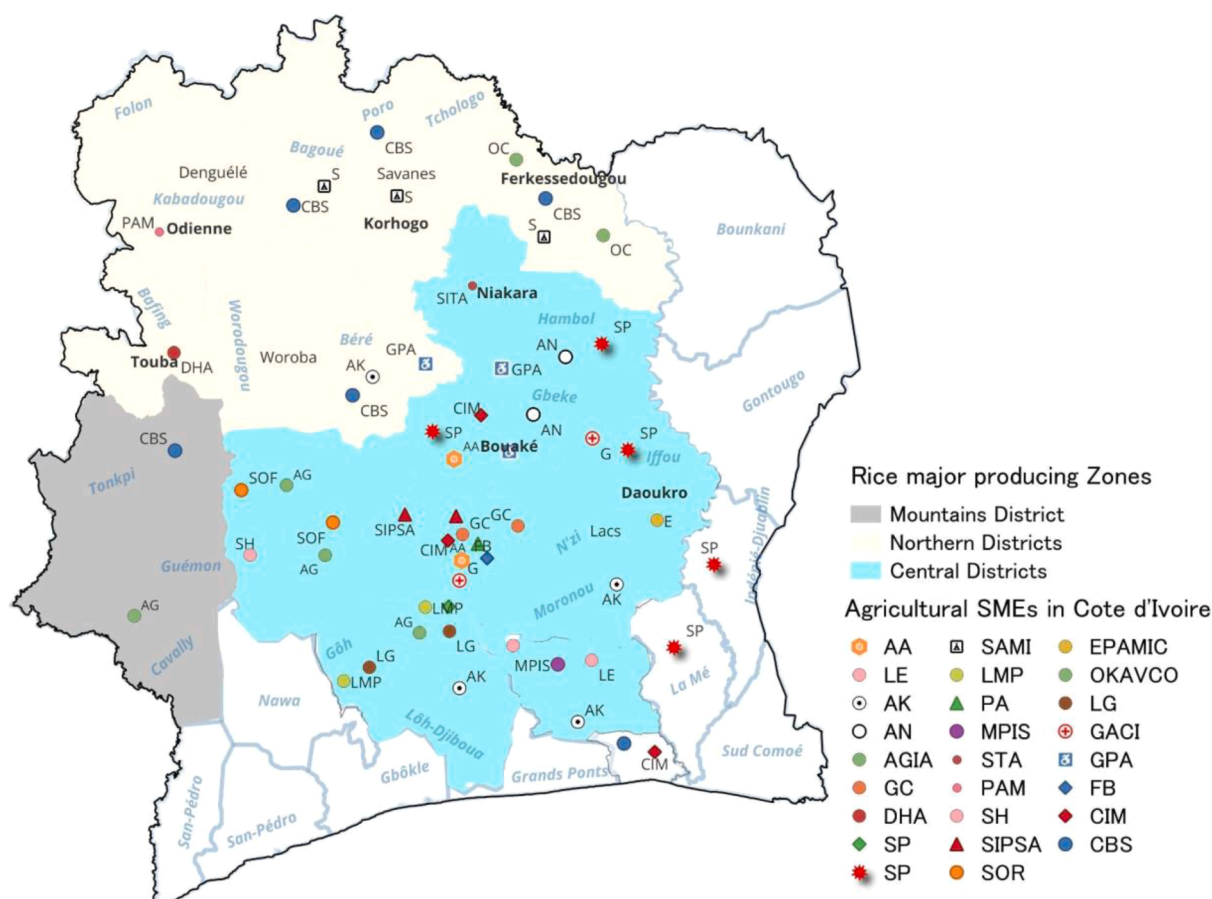 Folon
Poro
Tchologo
CBS
Bagoué
OC
Denguélé
S
Savanes
Ferkessedougou
Kabadougou
CBS
S
CBS
PAM
Odienne
Korhogo
S
OC
Bounkani
Bafing
SITA
Niakara
Worodougou
Hambol
SP
Béré
GPA
AN
Touba
DHA
Woroba
AK
GPA
Gontougo
CBS
Gbeke
CIM
AN
CBS
SP
AA
Bouaké
G
SP
Iffou
Tonkpi
SOF
AG
Daoukro
SIPSA
GC
GC
Lacs
E
SOF
SH
CIM
AA
FB
N'zi
SP
Indénié-Djuablin
AG
Guémon
G
AK
Moronou
LMP
AG
AG
LG
SP
Gôh
Cavally
LG
MPIS
LE
La Mé
LMP
AK
Nawa
AK
Lôh-Djiboua
Sud Comoé
CIM
Gbôkle
Grands Ponts
San-Pédro
San-Pédro
Rice major producing Zones
Mountains District
Northern Districts
Central Districts
Agricultural SMEs in Cote d'Ivoire
AA
SAMI
EPAMIC
LE
LMP
OKAVCO
AK
PA
LG
AN
MPIS
GACI
AGIA
STA
GPA
GC
PAM
FB
DHA
SH
CIM
SP
SIPSA
CBS
SP
SOR